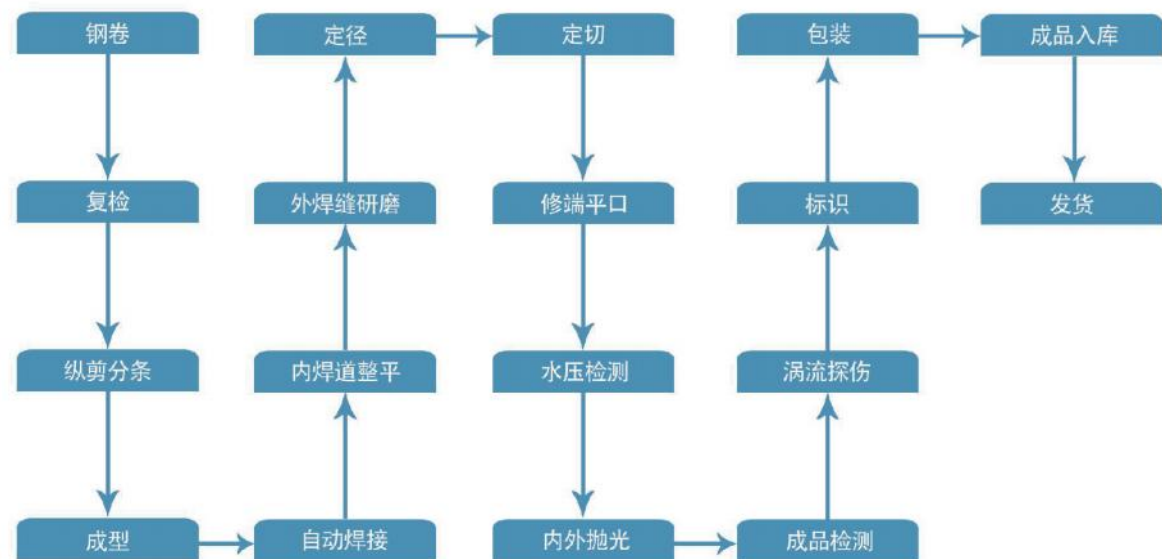 钢卷
复检
纵剪分条
成型
自动焊接
内焊道整平
外焊缝研磨
定径
定切
修端平口
水压检测
内外抛光
成品检测
涡流探伤
标识
包装
成品入库
发货